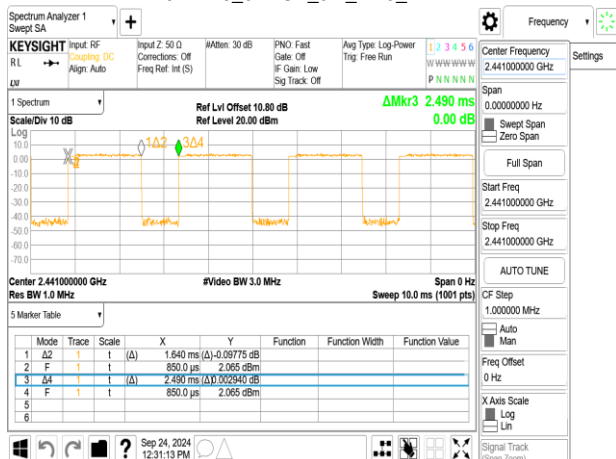 Spectrum Analyzer 1
Swept SA
+
Frequency
KEYSIGHT
RL
LXI
Input: RF
Coupling: DC
Align: Auto
Input Z: 50 Ω
Corrections: Off
Freq Ref: Int (S)
#Atten: 30 dB
PNO: Fast
Gate: Off
IF Gain: Low
Sig Track: Off
Avg Type: Log-Power
Trig: Free Run
1 2 3 4 5 6
W W W W W W
P N N N N N
1 Spectrum
Scale/Div 10 dB
Ref Lvl Offset 10.80 dB
Ref Level 20.00 dBm
ΔMkr3 2.490 ms
0.00 dB
Log
10.0
0.00
-10.0
-20.0
-30.0
-40.0
-50.0
-60.0
-70.0
1Δ2
3Δ4
Center 2.441000000 GHz
Res BW 1.0 MHz
#Video BW 3.0 MHz
Span 0 Hz
Sweep 10.0 ms (1001 pts)
5 Marker Table
Mode Trace Scale X Y Function Function Width Function Value
1 Δ2 1 t (Δ) 1.640 ms (Δ) -0.09775 dB
2 F 1 t 850.0 µs 2.065 dBm
3 Δ4 1 t (Δ) 2.490 ms (Δ) 0.002940 dB
4 F 1 t 850.0 µs 2.065 dBm
5
6
?
Sep 24, 2024
12:31:13 PM
Center Frequency
2.441000000 GHz
Settings
Span
0.00000000 Hz
Swept Span
Zero Span
Full Span
Start Freq
2.441000000 GHz
Stop Freq
2.441000000 GHz
AUTO TUNE
CF Step
1.000000 MHz
Auto
Man
Freq Offset
0 Hz
X Axis Scale
Log
Lin
Signal Track
(Span Zoom)